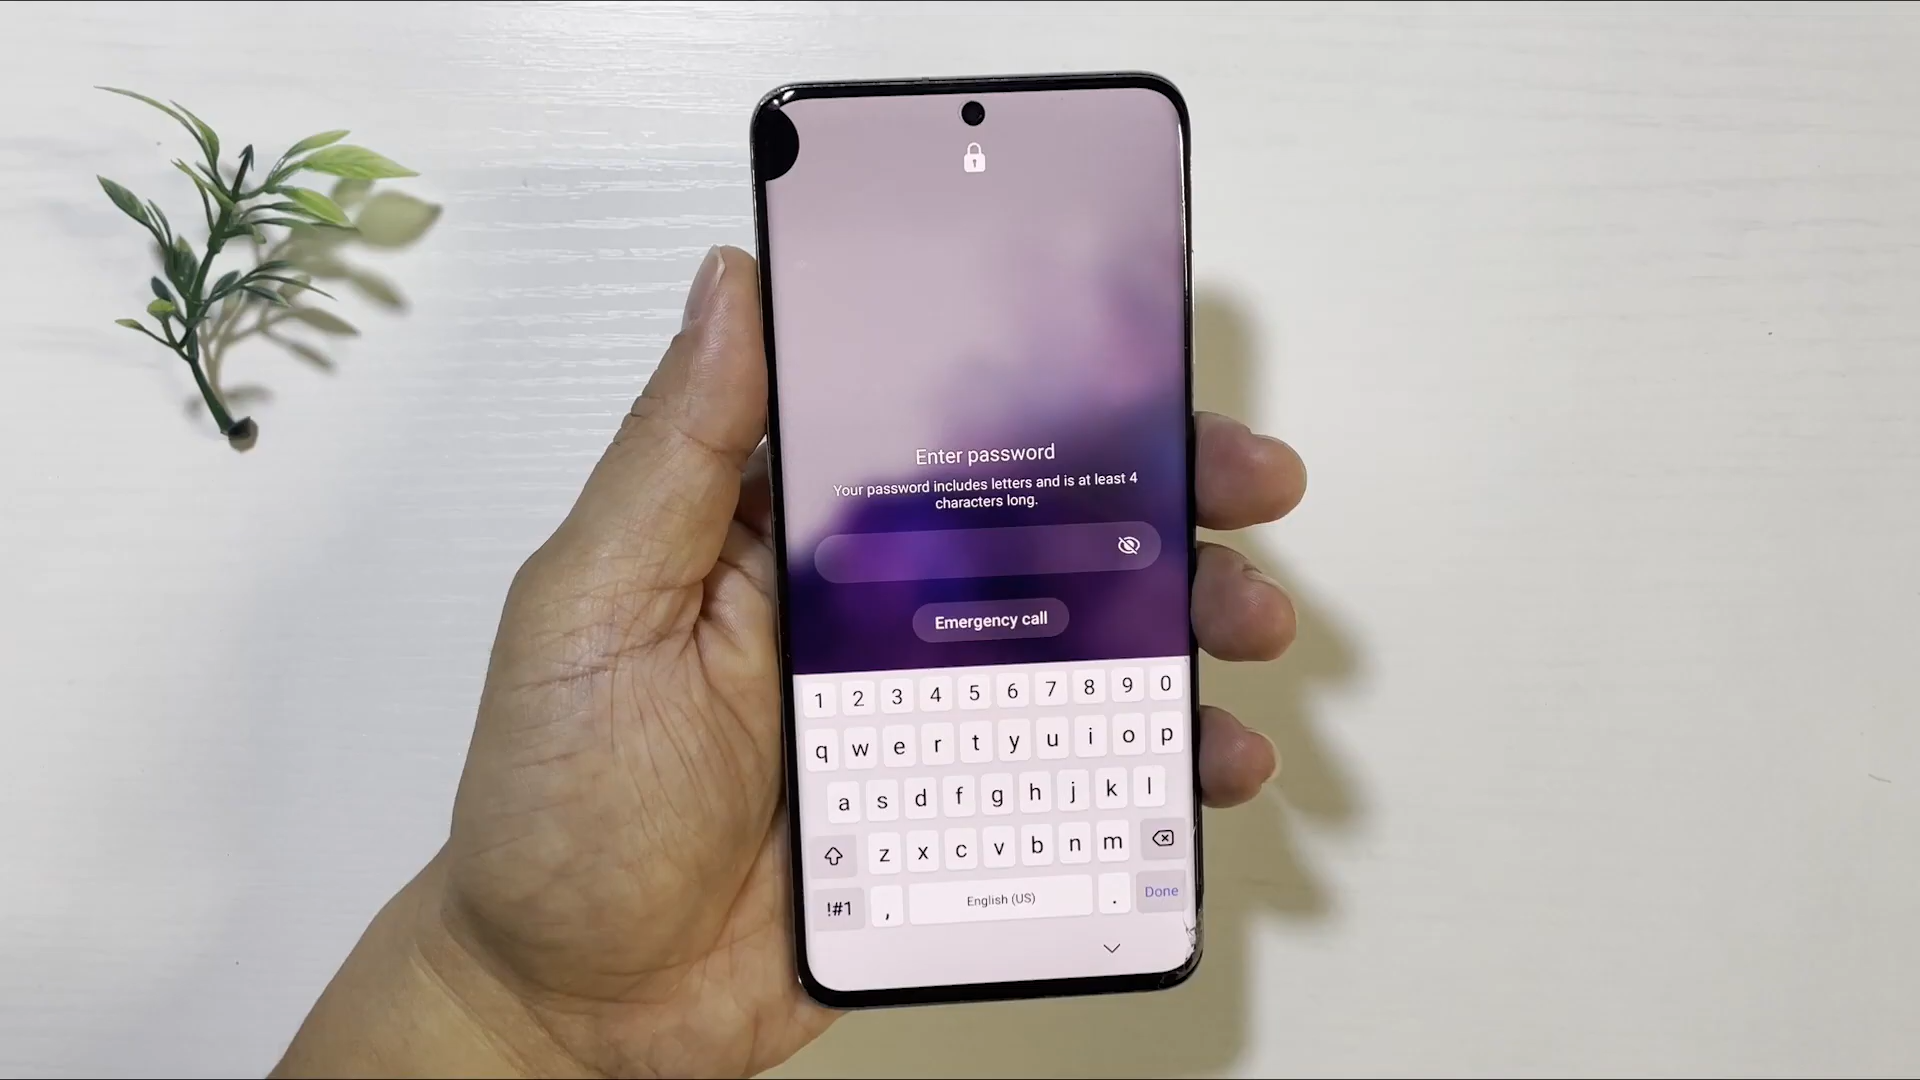 Enter password
Your password includes letters and is at least 4
characters long.
Emergency call
1 2 3 4 5 6 7 8 9 0
q w e r t y u i o p
a s d f g h j k l
z x c v b n m
!#1 , English (US) . Done